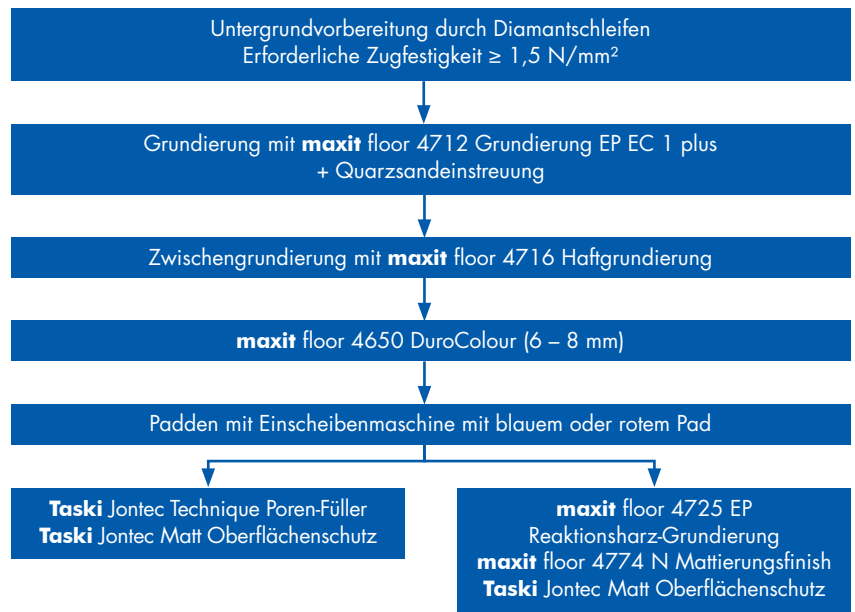 Untergrundvorbereitung durch Diamantschleifen
Erforderliche Zugfestigkeit ≥ 1,5 N/mm²
Grundierung mit maxit floor 4712 Grundierung EP EC 1 plus
+ Quarzsandeinstreuung
Zwischengrundierung mit maxit floor 4716 Haftgrundierung
maxit floor 4650 DuroColour (6 – 8 mm)
Padden mit Einscheibenmaschine mit blauem oder rotem Pad
Taski Jontec Technique Poren-Füller
Taski Jontec Matt Oberflächenschutz
maxit floor 4725 EP
Reaktionsharz-Grundierung
maxit floor 4774 N Mattierungsfinish
Taski Jontec Matt Oberflächenschutz